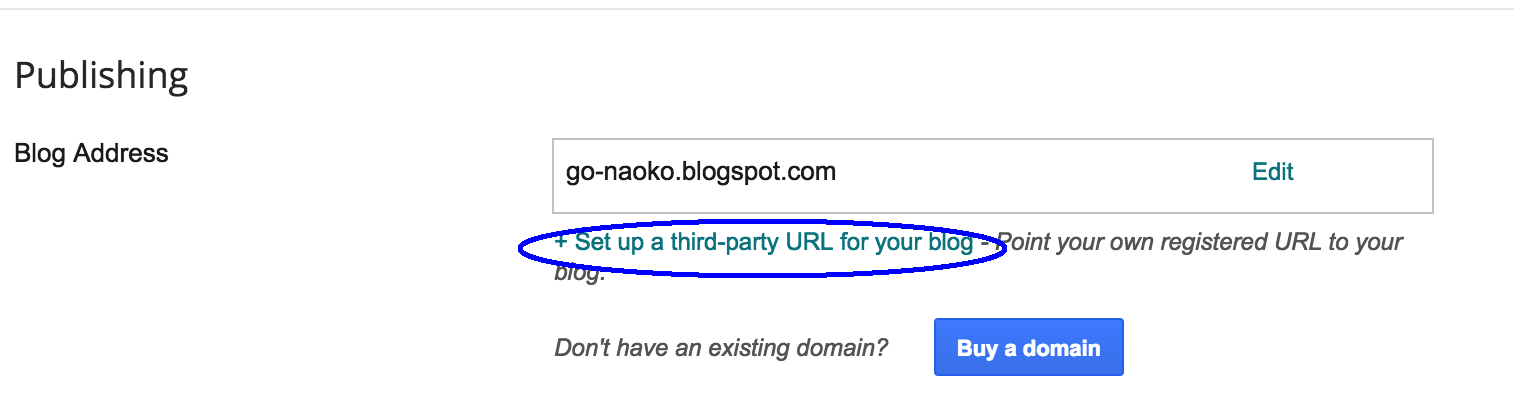 Publishing
Blog Address
go-naoko.blogspot.com Edit
+ Set up a third-party URL for your blog - Point your own registered URL to your
blog.
Don't have an existing domain? Buy a domain